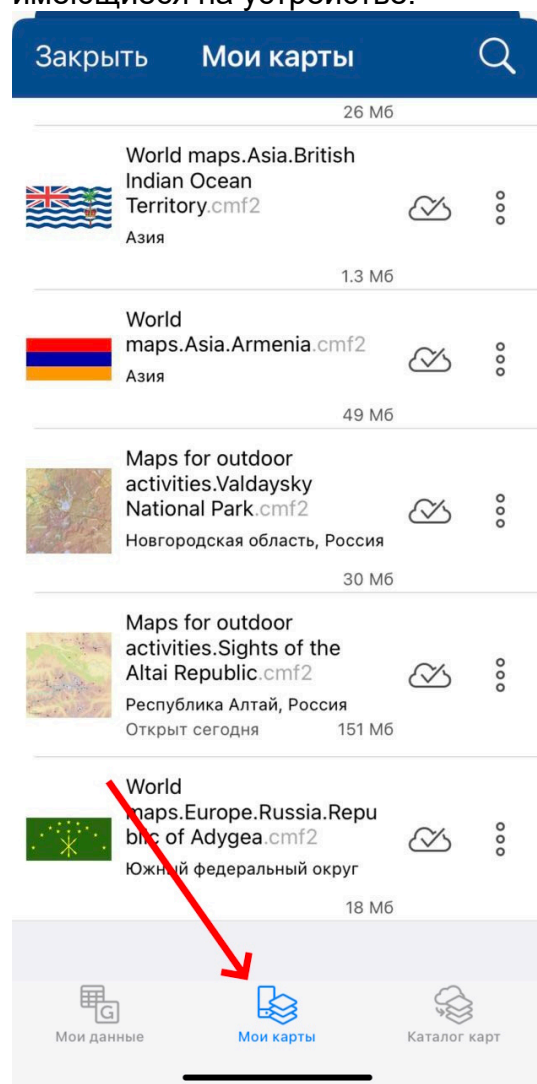 имеющиеся на устройстве.
Закрыть Мои карты
26 Мб
World maps.Asia.British
Indian Ocean
Territory.cmf2
Азия
1.3 Мб
World
maps.Asia.Armenia.cmf2
Азия
49 Мб
Maps for outdoor
activities.Valdaysky
National Park.cmf2
Новгородская область, Россия
30 Мб
Maps for outdoor
activities.Sights of the
Altai Republic.cmf2
Республика Алтай, Россия
Открыт сегодня 151 Мб
World
maps.Europe.Russia.Repu
blic of Adygea.cmf2
Южный федеральный округ
18 Мб
G
Мои данные Мои карты Каталог карт